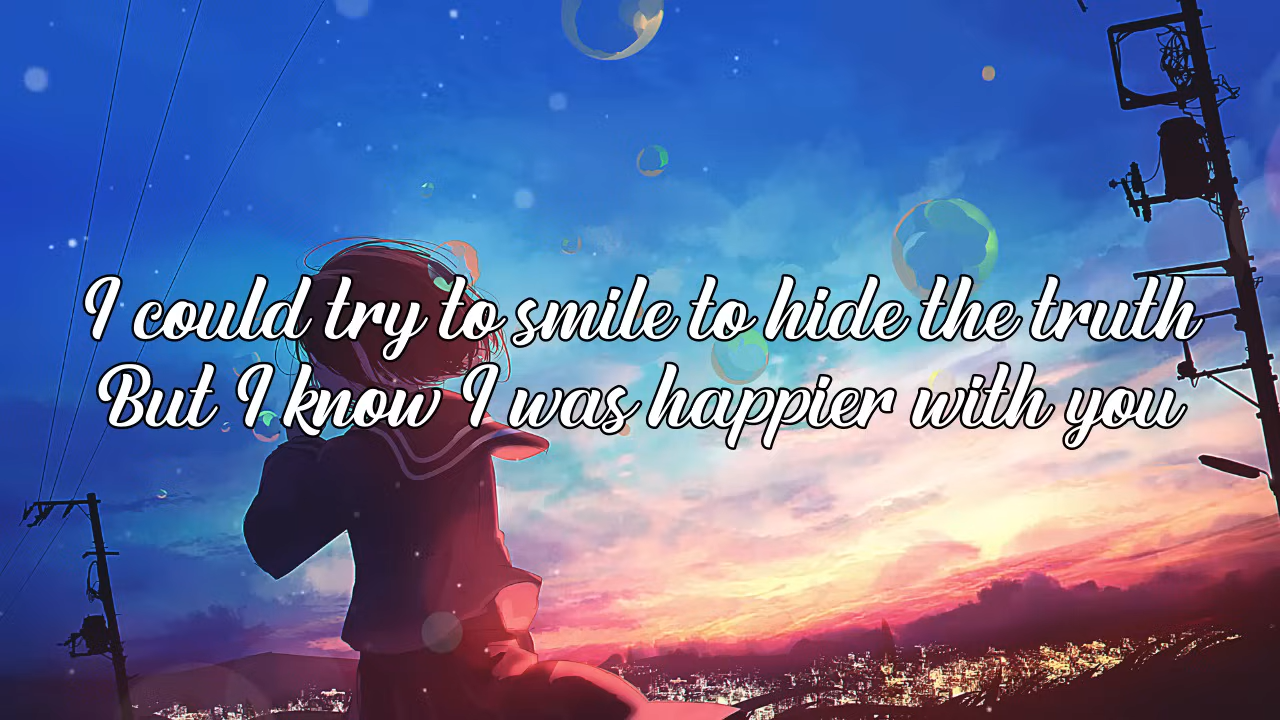 I could try to smile to hide the truth
But I know I was happier with you